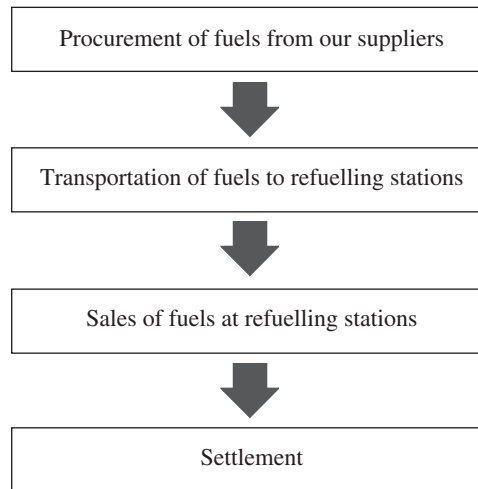 Procurement of fuels from our suppliers
Transportation of fuels to refuelling stations
Sales of fuels at refuelling stations
Settlement